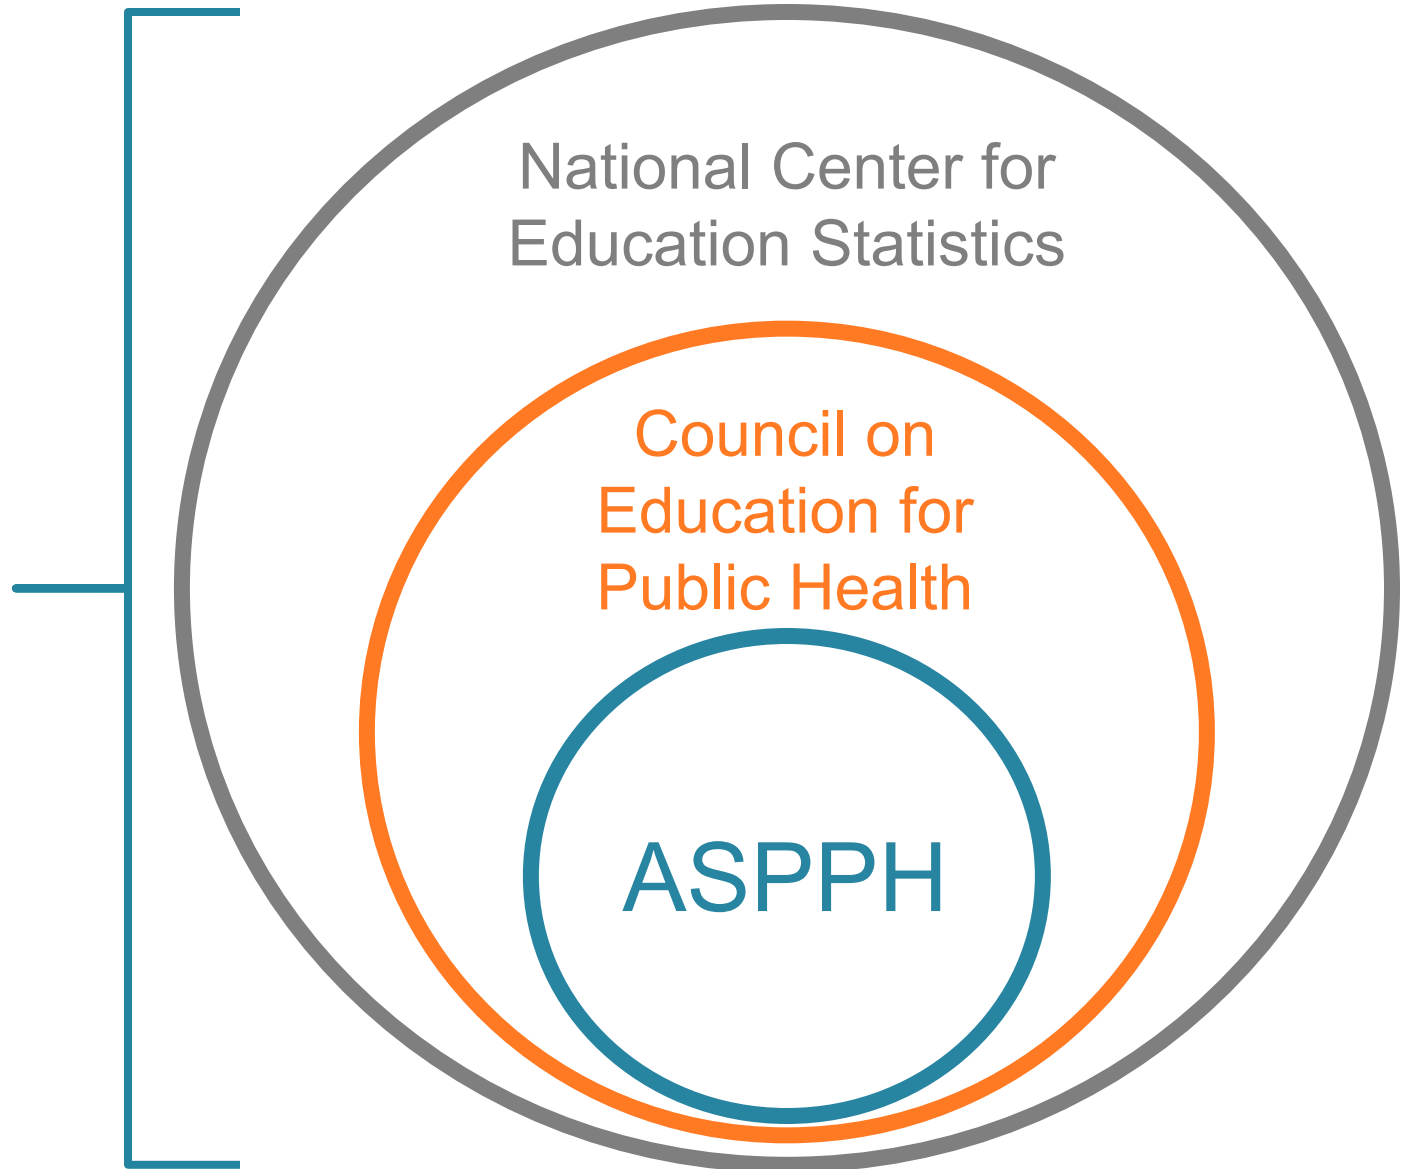 National Center for
Education Statistics
Council on
Education for
Public Health
ASPPH